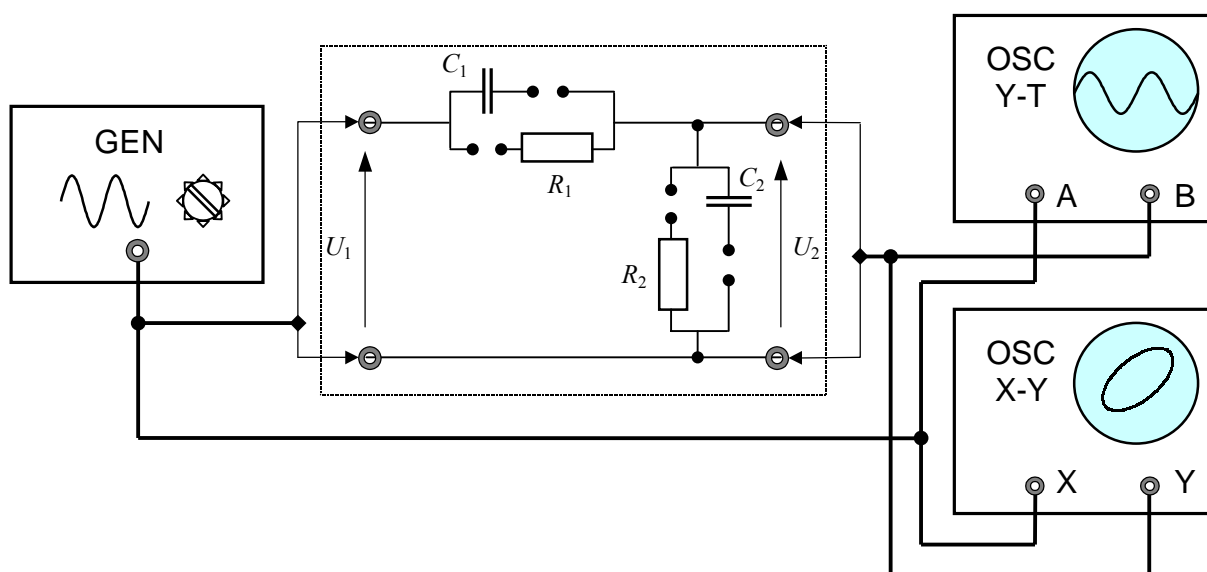 GEN
C₁
R₁
U₁
R₂
C₂
U₂
OSC
Y-T
A B
OSC
X-Y
X Y